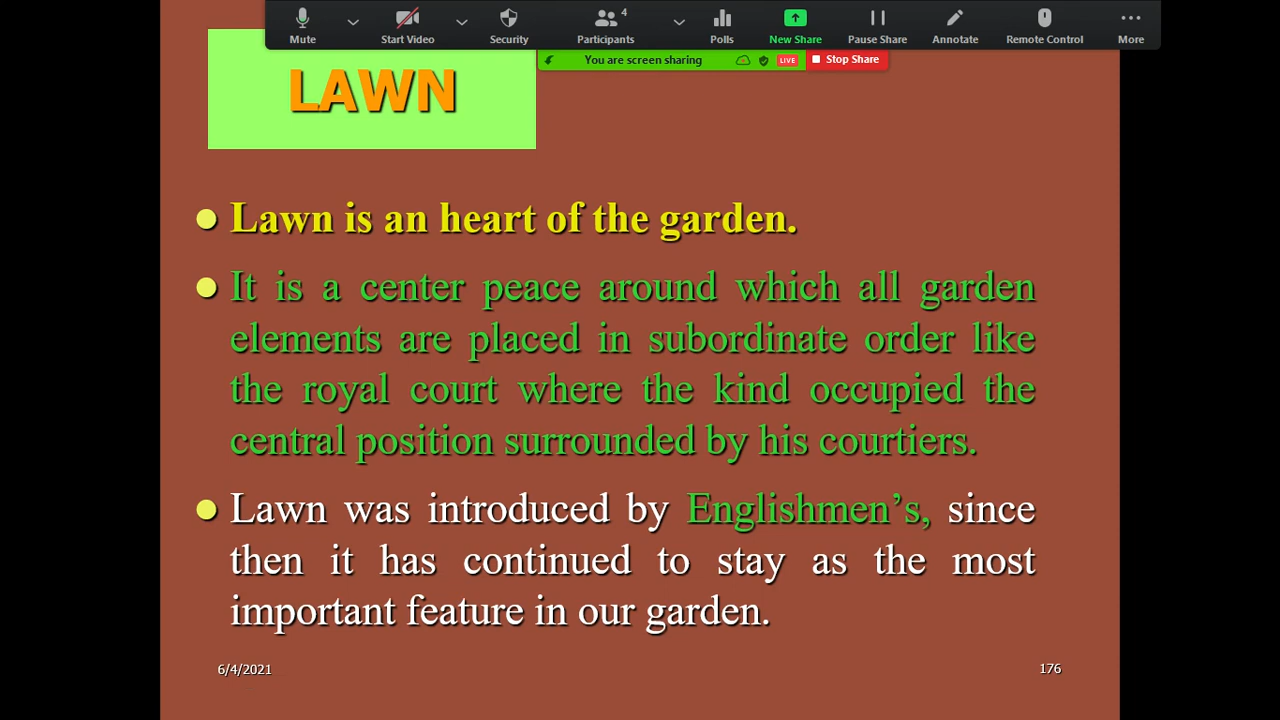 Mute Start Video Security Participants 4 Polls New Share Pause Share Annotate Remote Control More
You are screen sharing LIVE Stop Share
LAWN
Lawn is an heart of the garden.
It is a center peace around which all garden
elements are placed in subordinate order like
the royal court where the kind occupied the
central position surrounded by his courtiers.
Lawn was introduced by Englishmen’s, since
then it has continued to stay as the most
important feature in our garden.
6/4/2021 176